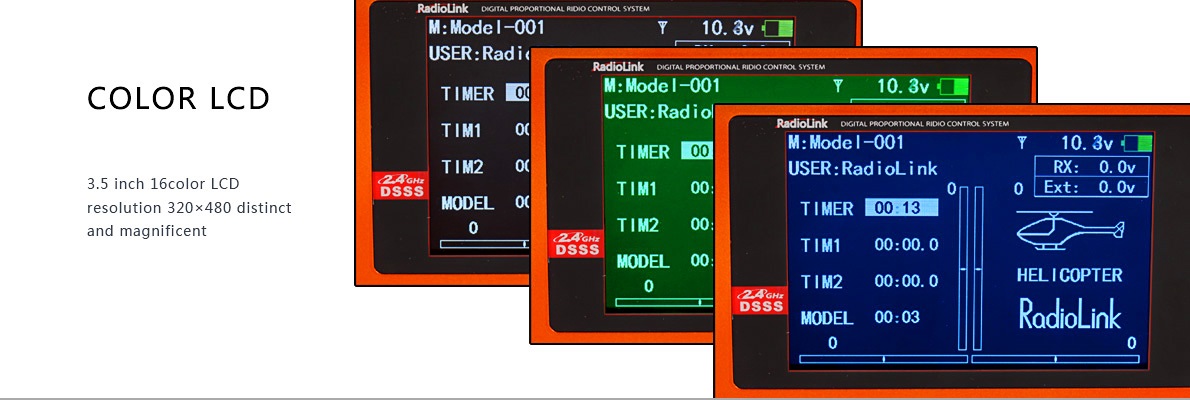 COLOR LCD
3.5 inch 16color LCD
resolution 320×480 distinct
and magnificent
RadioLink DIGITAL PROPORTIONAL RIDIO CONTROL SYSTEM
M:Model-001 10.3v
USER:Radio
TIMER 00
TIM1 00
TIM2 00
MODEL 00
0
2.4GHz
DSSS
RadioLink DIGITAL PROPORTIONAL RIDIO CONTROL SYSTEM
M:Model-001 10.3v
USER:Radio
TIMER 00
TIM1 00:
TIM2 00:
MODEL 00:
0
2.4GHz
DSSS
RadioLink DIGITAL PROPORTIONAL RIDIO CONTROL SYSTEM
M:Model-001 10.3v
USER:RadioLink
RX: 0.0v
Ext: 0.0v
0 0
TIMER 00:13
TIM1 00:00.0
TIM2 00:00.0
MODEL 00:03
HELICOPTER
RadioLink
0 0
2.4GHz
DSSS